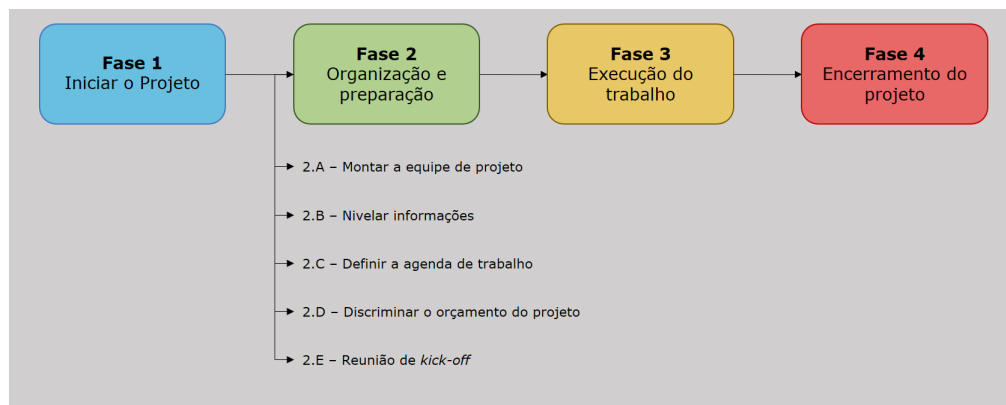 Fase 1
Iniciar o Projeto
Fase 2
Organização e
preparação
Fase 3
Execução do
trabalho
Fase 4
Encerramento do
projeto
2.A – Montar a equipe de projeto
2.B – Nivelar informações
2.C – Definir a agenda de trabalho
2.D – Discriminar o orçamento do projeto
2.E – Reunião de kick-off